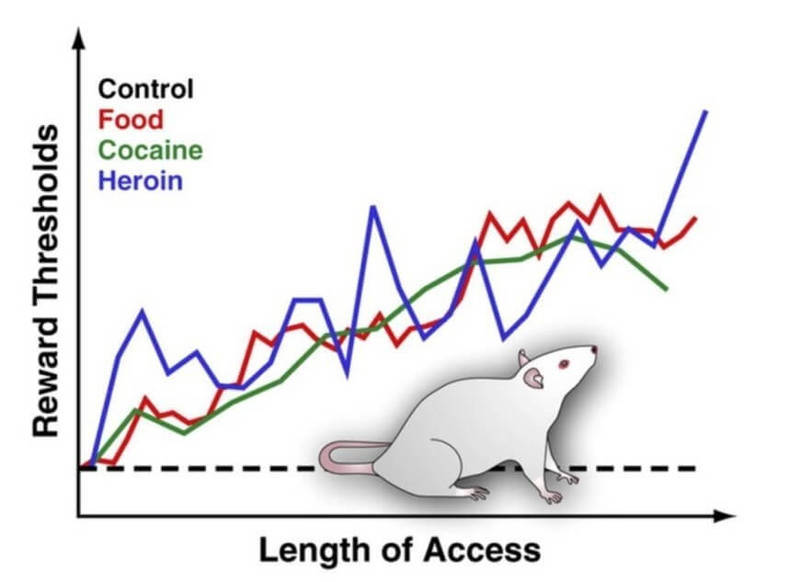 Control
Food
Cocaine
Heroin
Reward Thresholds
Length of Access